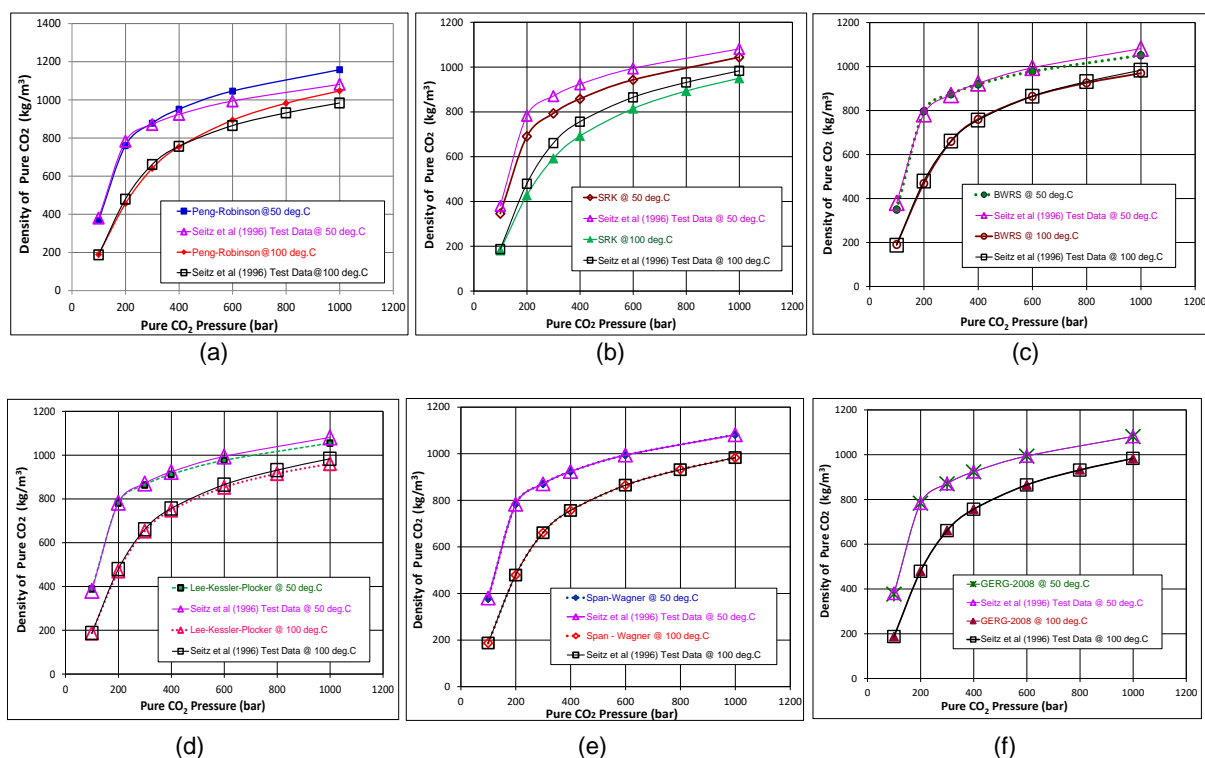 1400
1200
1000
800
600
400
200
0
Density of Pure CO₂ (kg/m³)
Peng-Robinson@50 deg.C
Seitz et al (1996) Test Data@ 50 deg.C
Peng-Robinson@100 deg.C
Seitz et al (1996) Test Data@100 deg.C
0 200 400 600 800 1000 1200
Pure CO₂ Pressure (bar)
(a)
1200
1000
800
600
400
200
0
Density of Pure CO₂ (kg/m³)
SRK @ 50 deg.C
Seitz et al (1996) Test Data @ 50 deg.C
SRK @100 deg.C
Seitz et al (1996) Test Data @ 100 deg.C
0 200 400 600 800 1000 1200
Pure CO₂ Pressure (bar)
(b)
1200
1000
800
600
400
200
0
Density of Pure CO₂ (kg/m³)
BWRS @ 50 deg.C
Seitz et al (1996) Test Data @ 50 deg.C
BWRS @ 100 deg.C
Seitz et al (1996) Test Data @ 100 deg.C
0 200 400 600 800 1000 1200
Pure CO₂ Pressure (bar)
(c)
1200
1000
800
600
400
200
0
Density of Pure CO₂ (kg/m³)
Lee-Kessler-Plocker @ 50 deg.C
Seitz et al (1996) Test Data @ 50 deg.C
Lee-Kessler-Plocker @ 100 deg.C
Seitz et al (1996) Test Data @ 100 deg.C
0 200 400 600 800 1000 1200
Pure CO₂ Pressure (bar)
(d)
1200
1000
800
600
400
200
0
Density of Pure CO₂ (kg/m³)
Span-Wagner @ 50 deg.C
Seitz et al (1996) Test Data @ 50 deg.C
Span - Wagner @ 100 deg.C
Seitz et al (1996) Test Data @ 100 deg.C
0 200 400 600 800 1000 1200
Pure CO₂ Pressure (bar)
(e)
1200
1000
800
600
400
200
0
Density of Pure CO₂ (kg/m³)
GERG-2008 @ 50 deg.C
Seitz et al (1996) Test Data @ 50 deg.C
GERG-2008 @ 100 deg.C
Seitz et al (1996) Test Data @ 100 deg.C
0 200 400 600 800 1000 1200
Pure CO₂ Pressure (bar)
(f)